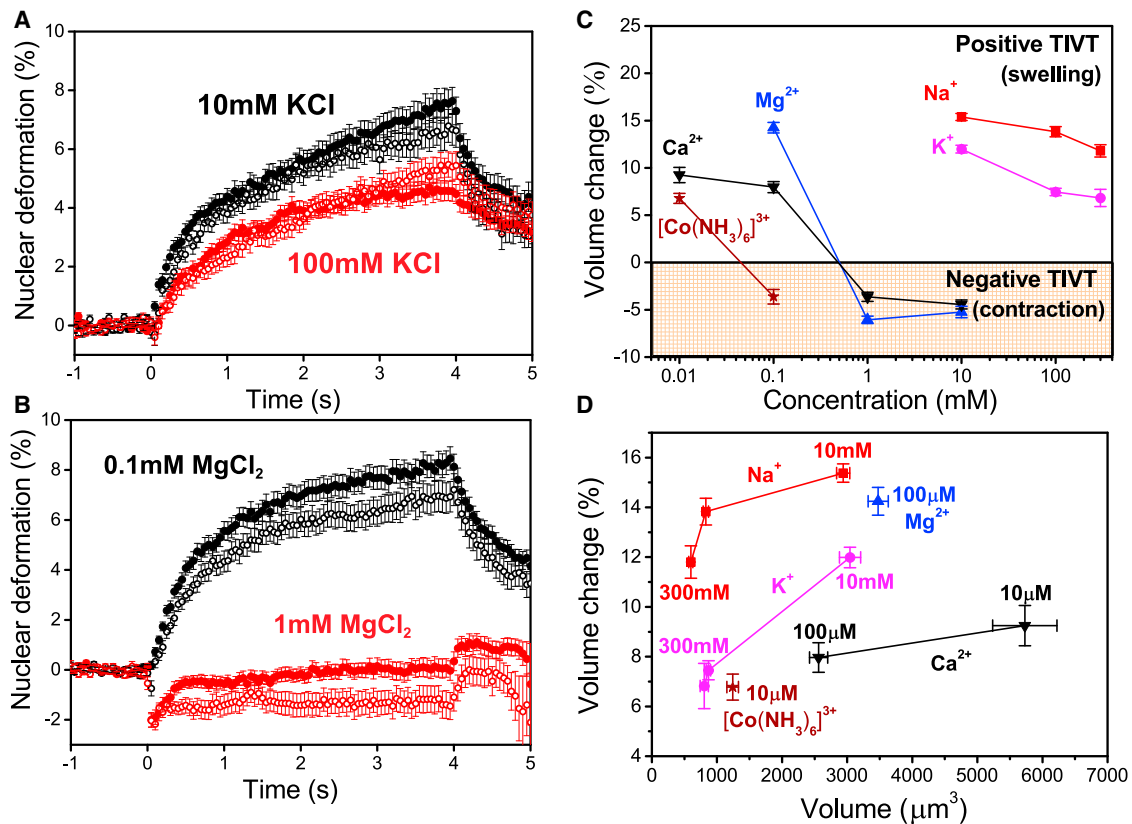 A
Nuclear deformation (%)
10
8
6
4
2
0
10mM KCl
100mM KCl
-1 0 1 2 3 4 5
Time (s)
B
Nuclear deformation (%)
10
8
6
4
2
0
-2
0.1mM MgCl₂
1mM MgCl₂
-1 0 1 2 3 4 5
Time (s)
C
Volume change (%)
25
20
15
10
5
0
-5
-10
Positive TIVT
(swelling)
Na⁺
Mg²⁺
Ca²⁺
K⁺
[Co(NH₃)₆]³⁺
Negative TIVT
(contraction)
0.01 0.1 1 10 100
Concentration (mM)
D
Volume change (%)
16
14
12
10
8
6
4
10mM
Na⁺
100μM
Mg²⁺
300mM
K⁺
10mM
10μM
300mM
100μM
Ca²⁺
10μM
[Co(NH₃)₆]³⁺
0 1000 2000 3000 4000 5000 6000 7000
Volume (μm³)